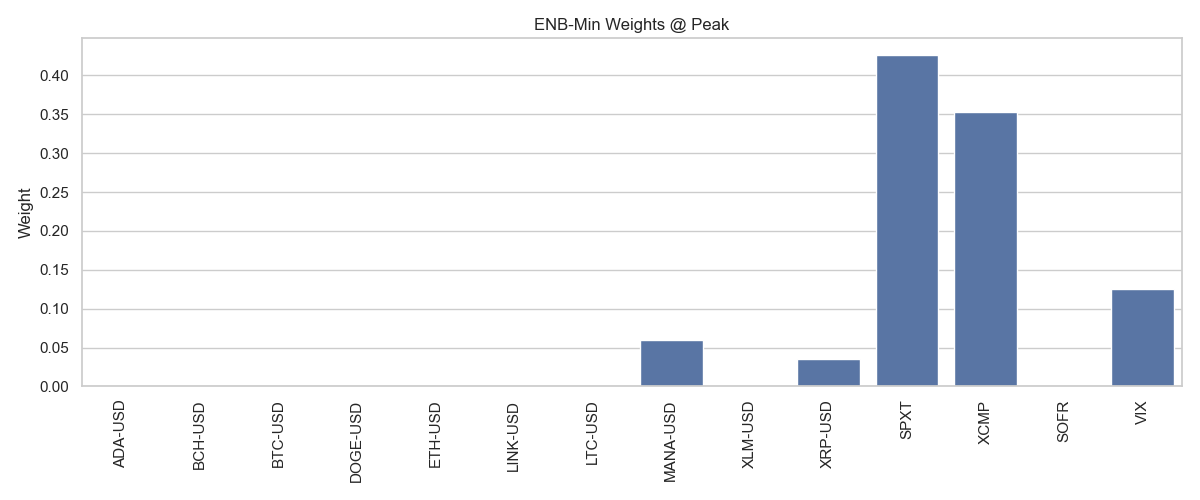 ENB-Min Weights @ Peak
Weight
0.40
0.35
0.30
0.25
0.20
0.15
0.10
0.05
0.00
ADA-USD
BCH-USD
BTC-USD
DOGE-USD
ETH-USD
LINK-USD
LTC-USD
MANA-USD
XLM-USD
XRP-USD
SPXT
XCMP
SOFR
VIX